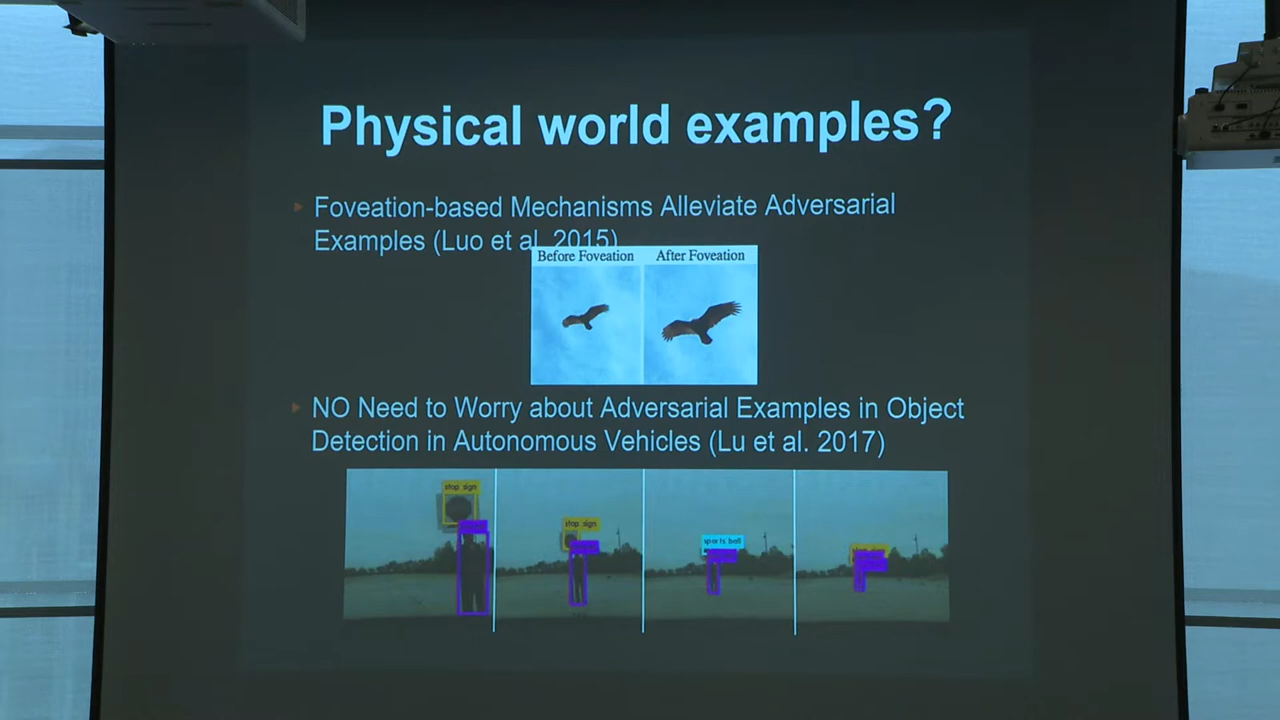 Physical world examples?
Foveation-based Mechanisms Alleviate Adversarial
Examples (Luo et al. 2015)
Before Foveation After Foveation
NO Need to Worry about Adversarial Examples in Object
Detection in Autonomous Vehicles (Lu et al. 2017)
stop sign
stop sign
sports ball